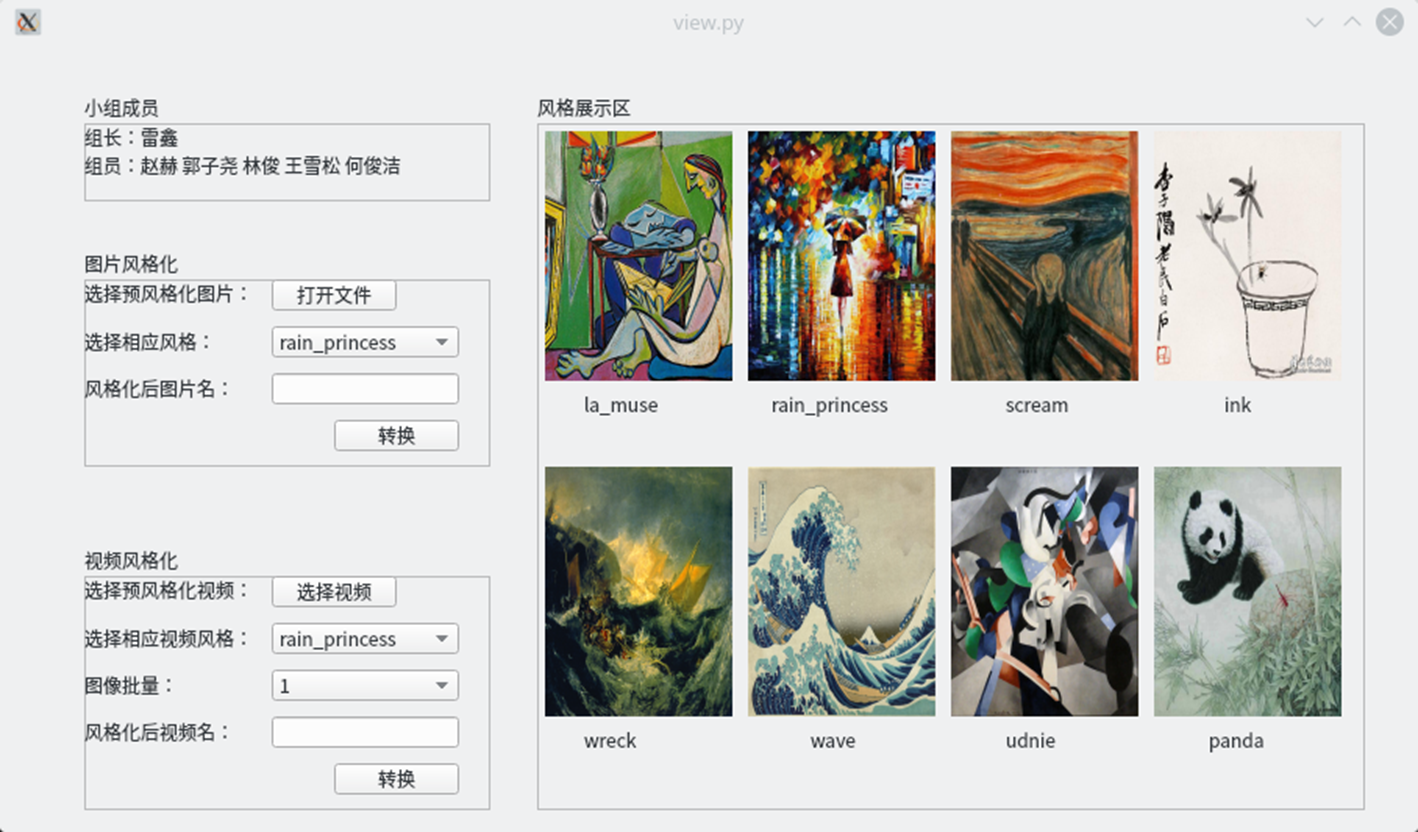 view.py
小组成员
组长：雷鑫
组员：赵赫 郭子尧 林俊 王雪松 何俊洁
图片风格化
选择预风格化图片：
打开文件
选择相应风格：
rain_princess
风格化后图片名：
转换
视频风格化
选择预风格化视频：
选择视频
选择相应视频风格：
rain_princess
图像批量：
1
风格化后视频名：
转换
风格展示区
la_muse
rain_princess
scream
ink
wreck
wave
udnie
panda